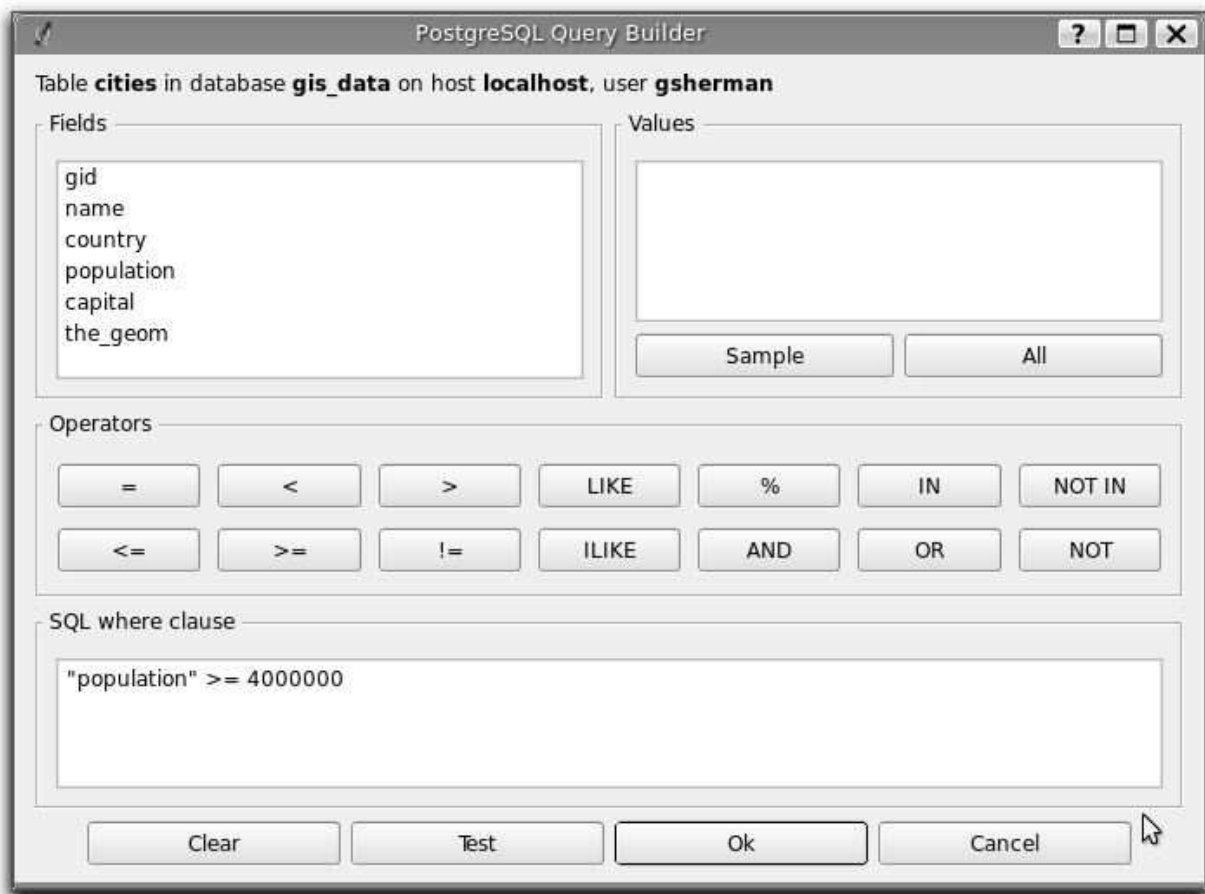 PostgreSQL Query Builder
Table cities in database gis_data on host localhost, user gsherman
Fields
gid
name
country
population
capital
the_geom
Values
Sample All
Operators
= < > LIKE % IN NOT IN
<= >= != ILIKE AND OR NOT
SQL where clause
"population" >= 4000000
Clear Test Ok Cancel